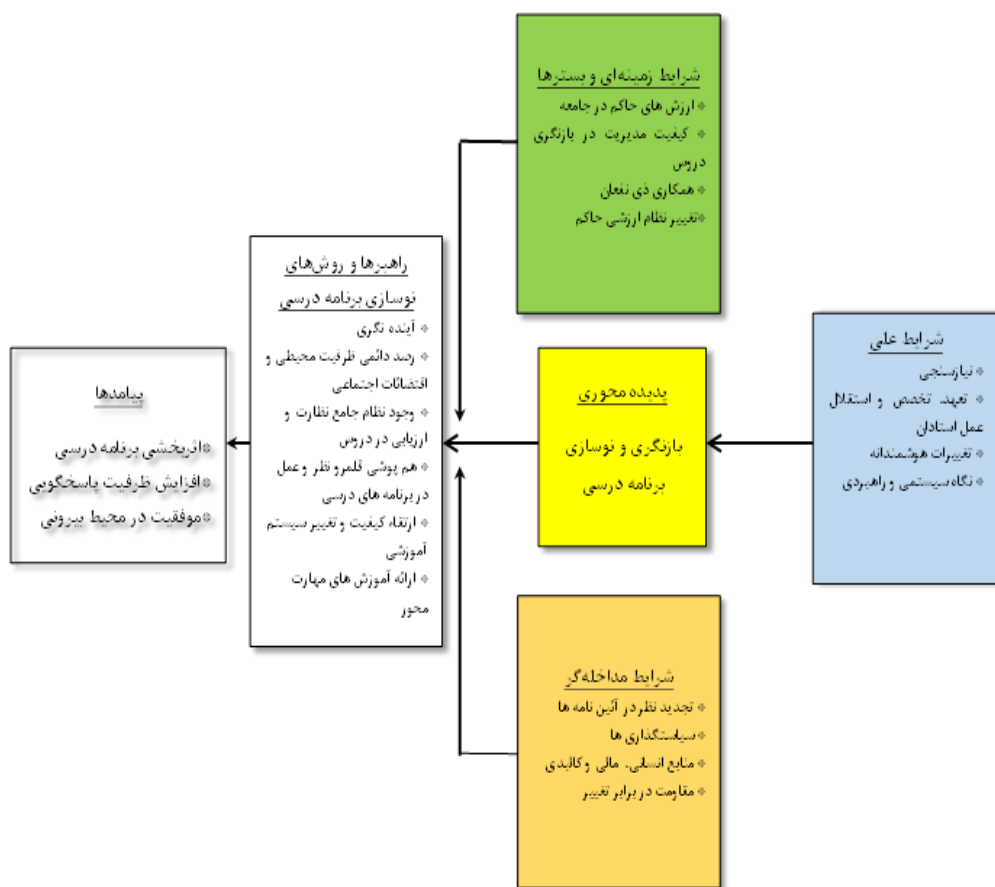 شرایط زمینه‌ای و بسترها
* ارزش های حاکم در جامعه
* کیفیت مدیریت در بازنگری
دروس
* همکاری ذی نفعان
*تغییر نظام ارزشی حاکم
شرایط علی
* نیازسنجی
* تعهد، تخصص و استقلال
عمل استادان
* تغییرات هوشمندانه
* نگاه سیستمی و راهبردی
پدیده محوری
بازنگری و نوسازی
برنامه درسی
شرایط مداخله‌گر
* تجدید نظر در آئین نامه ها
* سیاستگذاری ها
* منابع انسانی، مالی و کالبدی
* مقاومت در برابر تغییر
راهبرها و روش‌های
نوسازی برنامه درسی
* آینده نگری
* رصد دائمی ظرفیت محیطی و
اقتضائات اجتماعی
* وجود نظام جامع نظارت و
ارزیابی در دروس
* هم پوشی قلمرو نظر و عمل
در برنامه های درسی
* ارتقاء کیفیت و تغییر سیستم
آموزشی
* ارائه آموزش های مهارت
محور
پیامدها
*اثربخشی برنامه درسی
*افزایش ظرفیت پاسخگویی
*موفقیت در محیط بیرونی